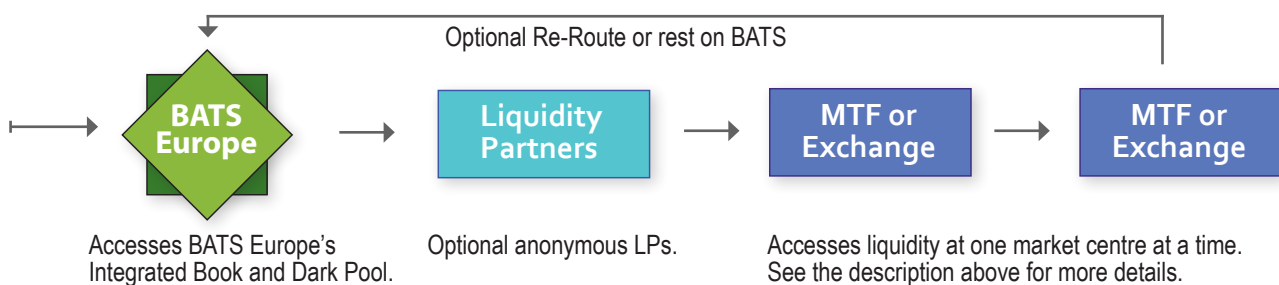 Optional Re-Route or rest on BATS
BATS
Europe
Liquidity
Partners
MTF or
Exchange
MTF or
Exchange
Accesses BATS Europe's
Integrated Book and Dark Pool.
Optional anonymous LPs.
Accesses liquidity at one market centre at a time.
See the description above for more details.